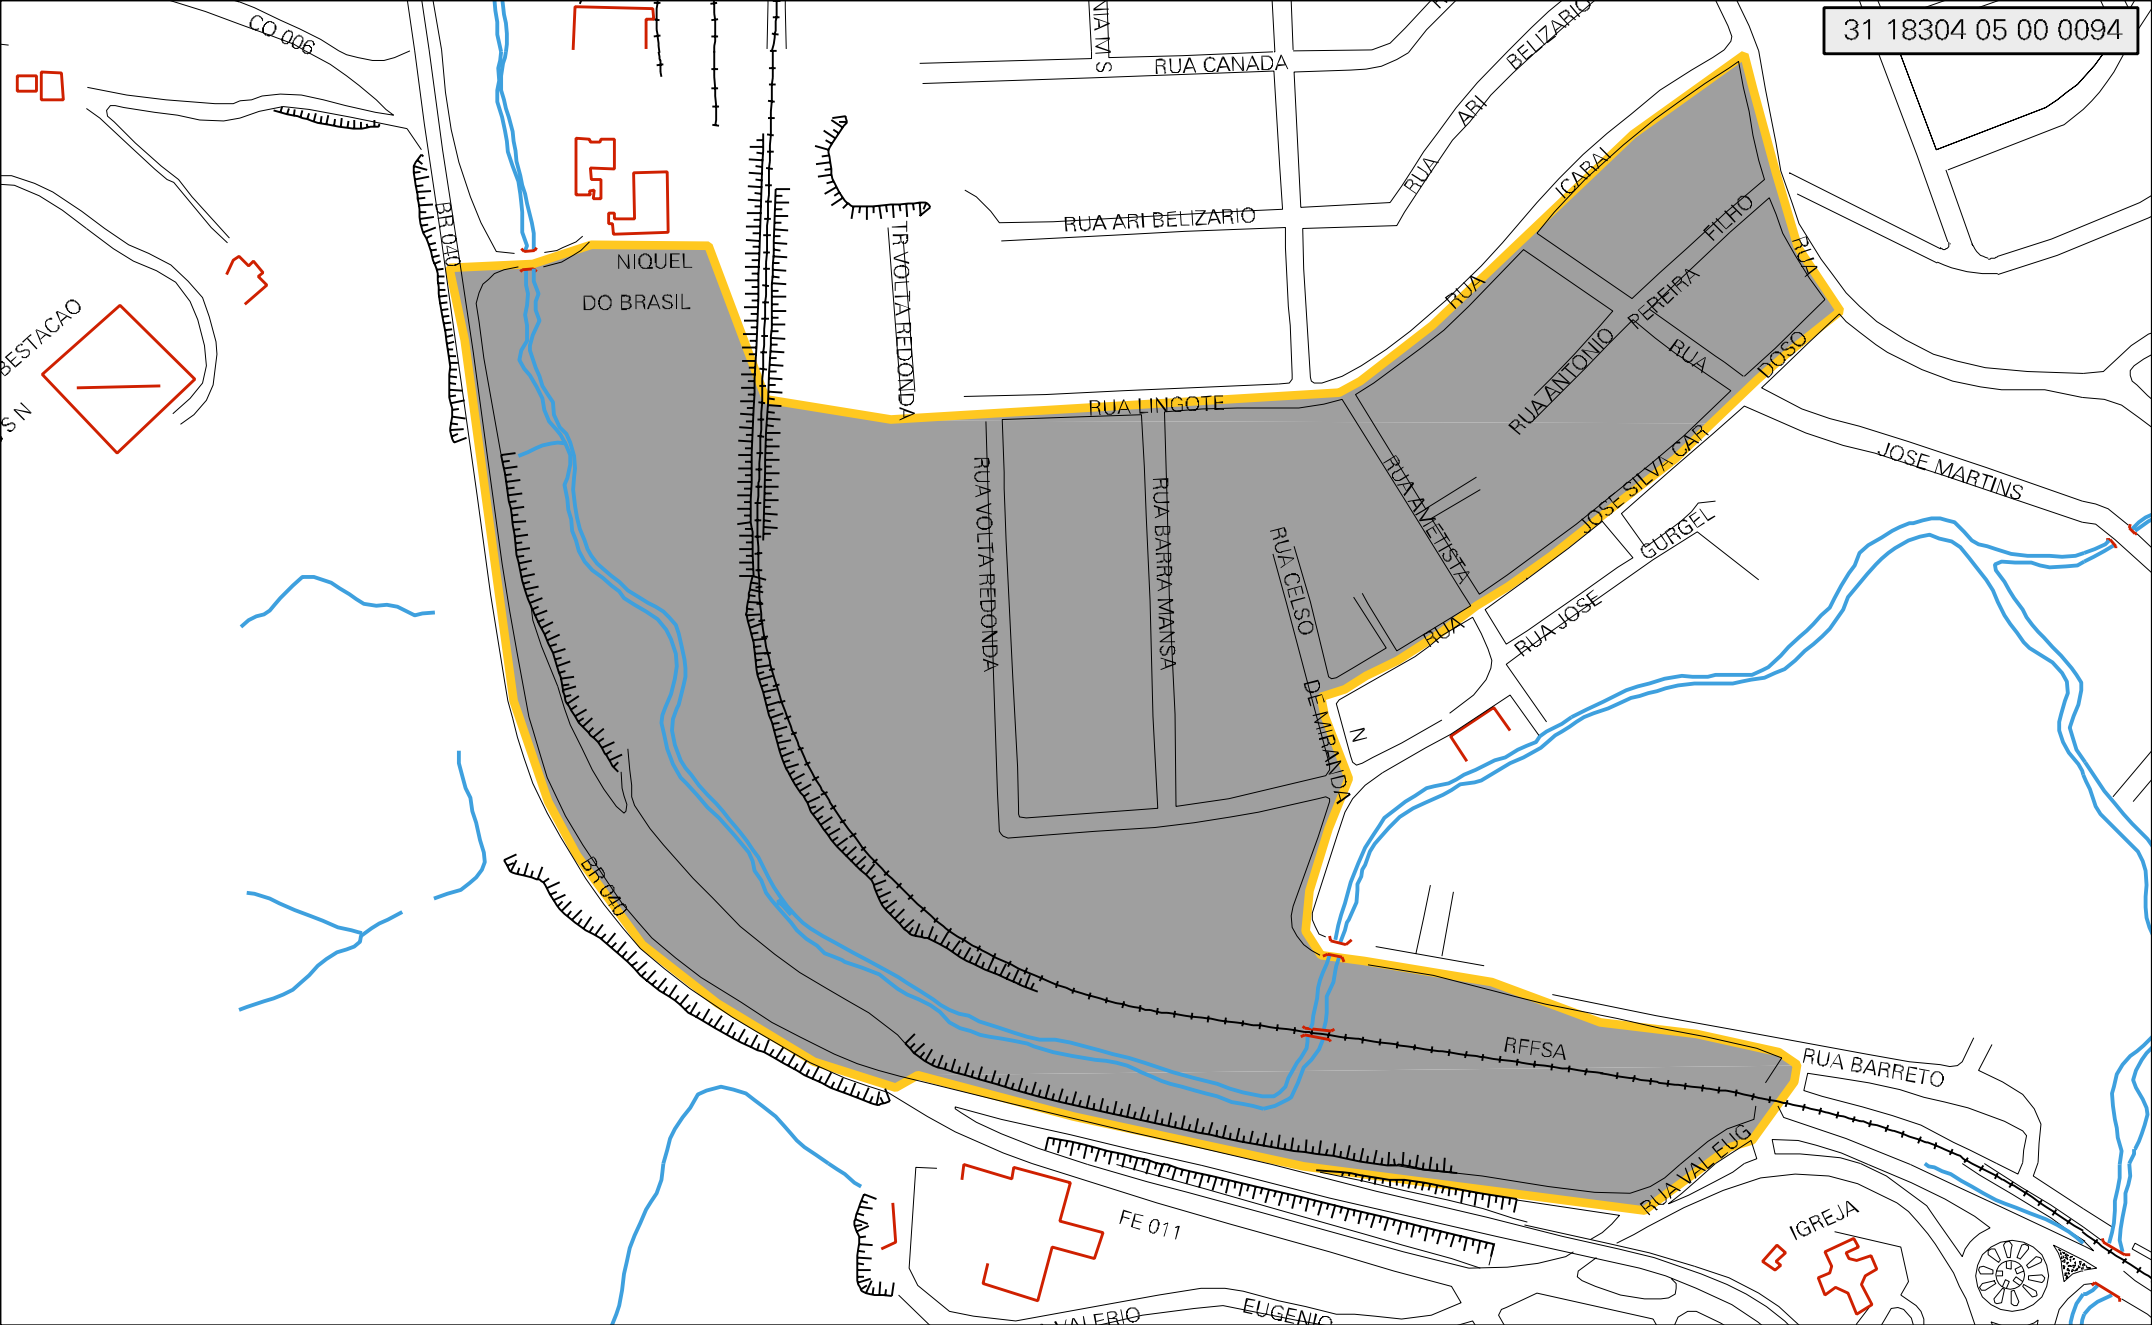 31 18304 05 00 0094
CO 006
RUA CANADA
RUA
ARI
BELIZARIO
ICARAI
RUA
RUA ARI BELIZARIO
TR VOLTA REDONDA
BR 040
NIQUEL
DO BRASIL
FILHO
PEREIRA
RUA ANTONIO
RUA
RUA
DOSO
JOSE SILVA CAR
RUA
BESTACAO
S N
RUA LINGOTE
RUA VOLTA REDONDA
RUA BARRA MANSA
RUA AMETISTA
RUA CELSO
DE MIRANDA
N
JOSE MARTINS
GURGEL
RUA JOSE
BR 040
RFFSA
RUA BARRETO
RUA VAL EUG
IGREJA
FE 011
VALERIO
EUGENIO